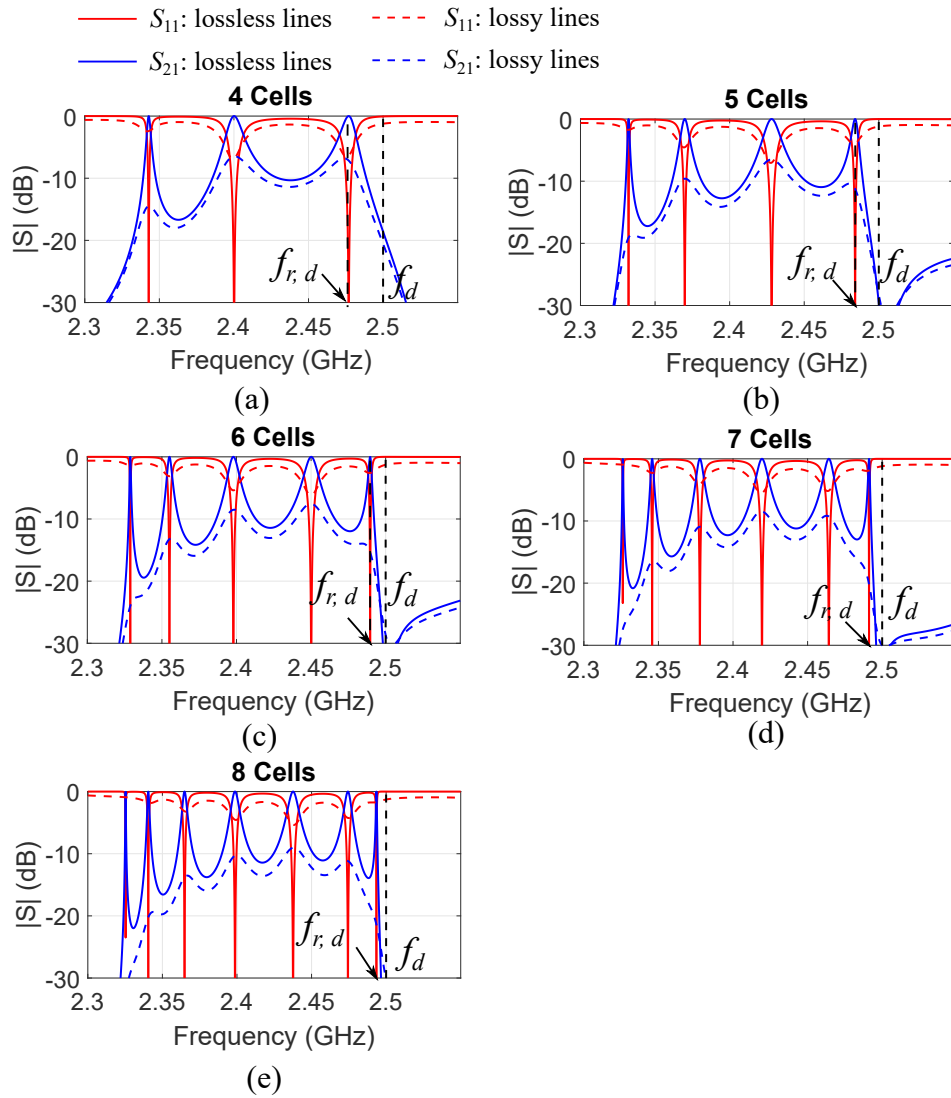 S11: lossless lines S11: lossy lines
S21: lossless lines S21: lossy lines
4 Cells
0
-10
-20
-30
|S| (dB)
fr, d
fd
2.3 2.35 2.4 2.45 2.5
Frequency (GHz)
(a)
5 Cells
0
-10
-20
-30
|S| (dB)
fr, d
fd
2.3 2.35 2.4 2.45 2.5
Frequency (GHz)
(b)
6 Cells
0
-10
-20
-30
|S| (dB)
fr, d
fd
2.3 2.35 2.4 2.45 2.5
Frequency (GHz)
(c)
7 Cells
0
-10
-20
-30
|S| (dB)
fr, d
fd
2.3 2.35 2.4 2.45 2.5
Frequency (GHz)
(d)
8 Cells
0
-10
-20
-30
|S| (dB)
fr, d
fd
2.3 2.35 2.4 2.45 2.5
Frequency (GHz)
(e)